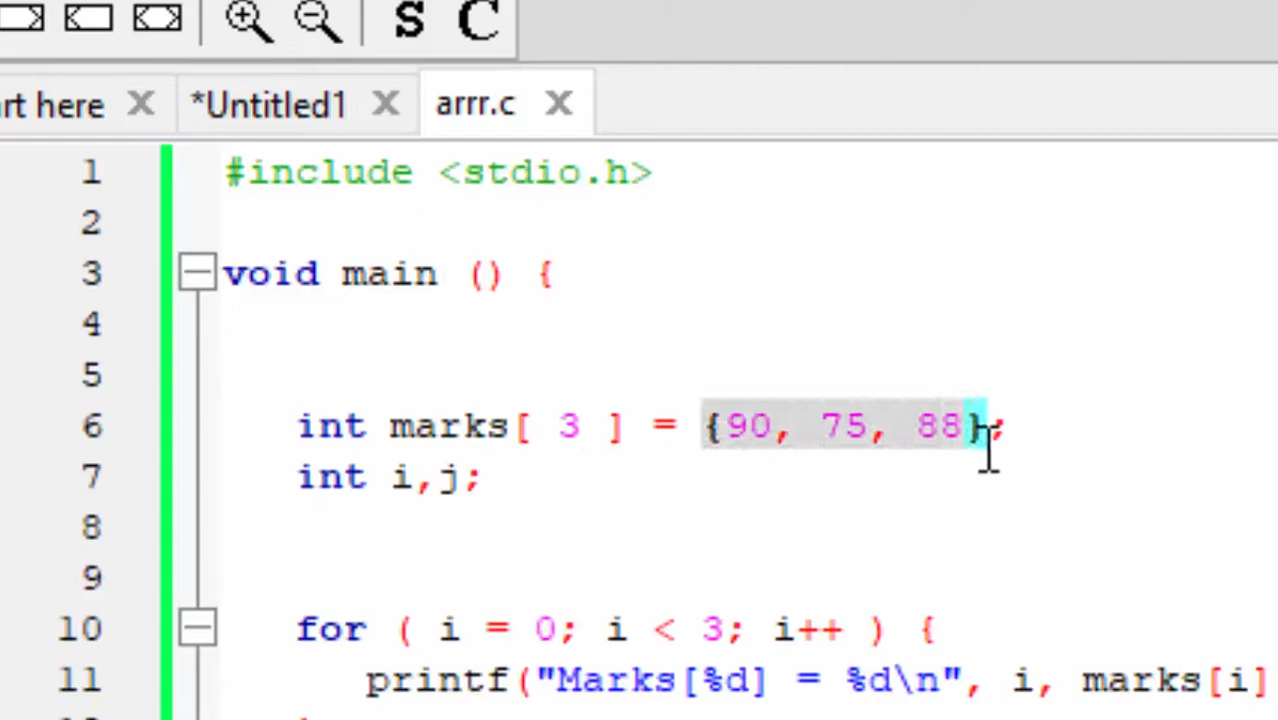 S C
rt here *Untitled1 arrr.c
1 #include <stdio.h>
2
3 void main () {
4
5
6 int marks[ 3 ] = {90, 75, 88};
7 int i,j;
8
9
10 for ( i = 0; i < 3; i++ ) {
11 printf("Marks[%d] = %d\n", i, marks[i]